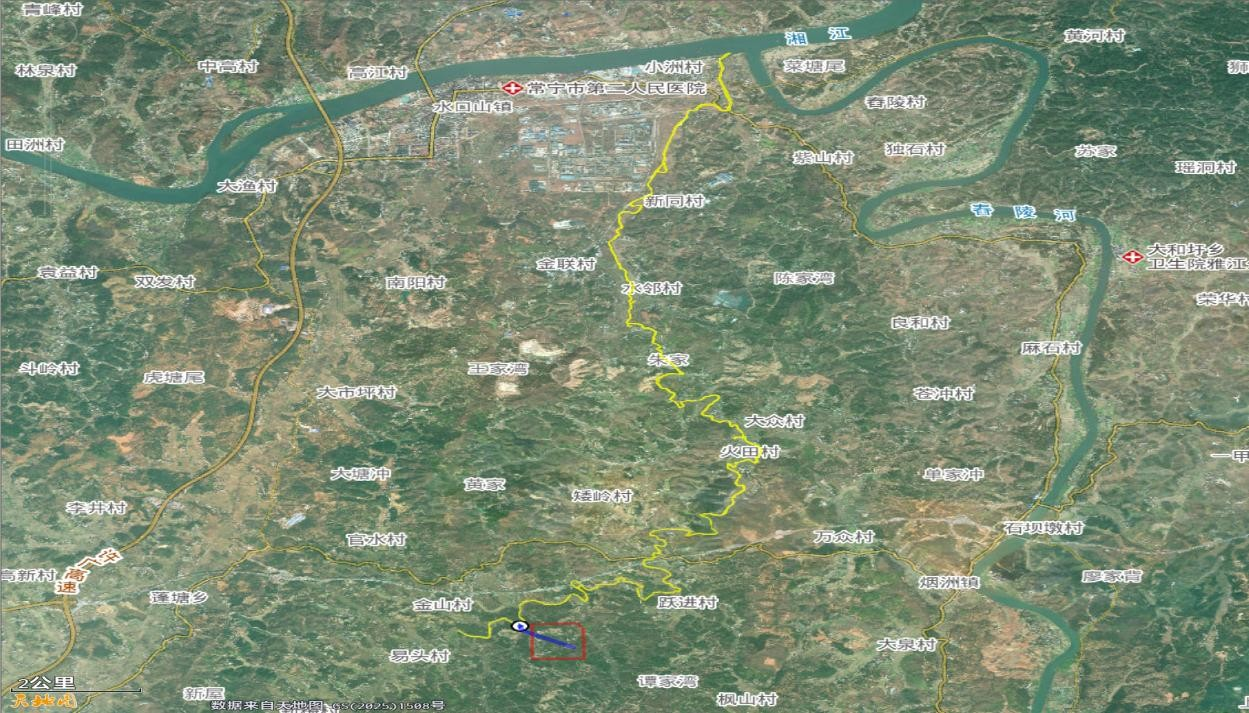 青峰村
湘江
黄河村
林泉村
中高村
高江村
小洲村
菜塘尾
狮
常宁市第二人民医院
水口山镇
舂陵村
田洲村
紫山村
独石村
苏家
瑶洞村
大渔村
新同村
舂陵河
大和圩乡
卫生院雅江
袁益村
双发村
南阳村
金联村
水邻村
陈家湾
荣华村
良和村
麻石村
斗岭村
虎塘尾
王家湾
朱家
大市坪村
苍冲村
大众村
火田村
一甲
大塘冲
黄家
矮岭村
单家冲
李井村
石坝墩村
官水村
万众村
高新村
许广高速
蓬塘乡
金山村
跃进村
烟洲镇
廖家背
易头村
大泉村
谭家湾
2公里
新屋
枫山村
天地图
数据来自天地图 GS(2025)1508号